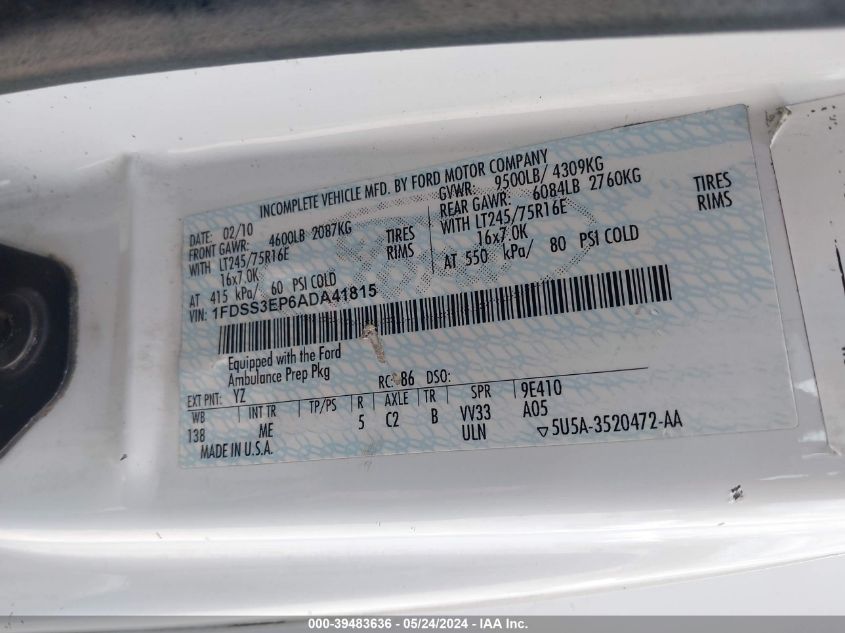 INCOMPLETE VEHICLE MFD. BY FORD MOTOR COMPANY
DATE: 02/10 GVWR: 9500LB/ 4309KG
FRONT GAWR: 4600LB 2087KG REAR GAWR: 6084LB 2760KG
WITH LT245/75R16E TIRES WITH LT245/75R16E TIRES
16x7.0K RIMS 16x7.0K RIMS
AT 415 kPa/ 60 PSI COLD AT 550 kPa/ 80 PSI COLD
VIN: 1FDSS3EP6ADA41815
Equipped with the Ford
Ambulance Prep Pkg
EXT PNT: YZ RC: 86 DSO:
WB INT TR TP/PS R AXLE TR SPR 9E410
138 ME 5 C2 B VV33 A05
MADE IN U.S.A. ULN 5U5A-3520472-AA
000-39483636 - 05/24/2024 - IAA Inc.